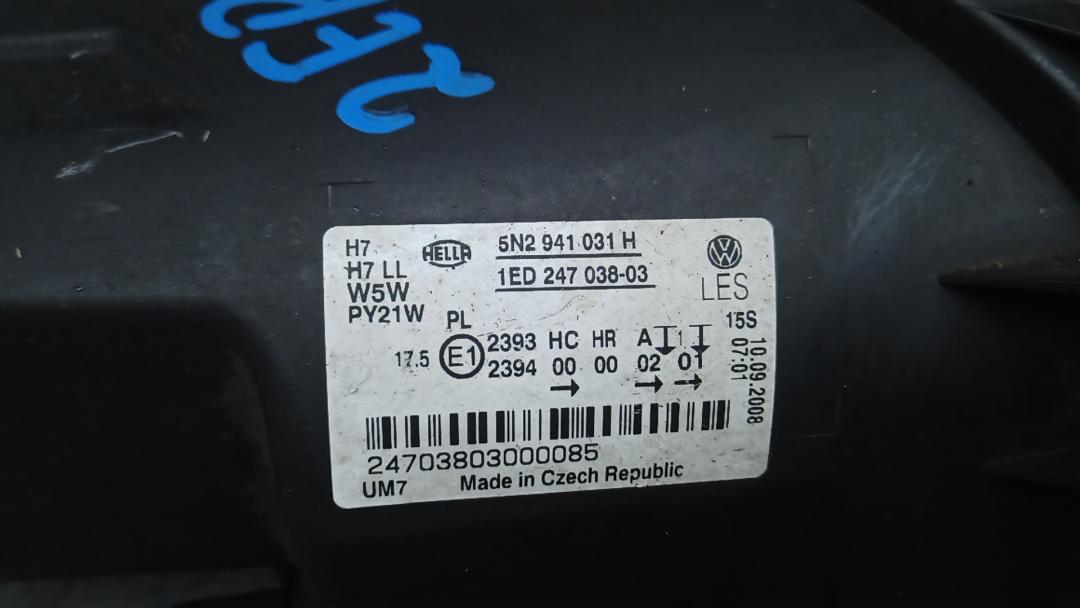 H7
H7 LL
W5W
PY21W
HELLA
5N2 941 031 H
1ED 247 038-03
LES
15S
PL
17.5
E1
2393 HC HR A 1
2394 00 00 02 01
10.09.2008
07:01
24703803000085
UM7
Made in Czech Republic